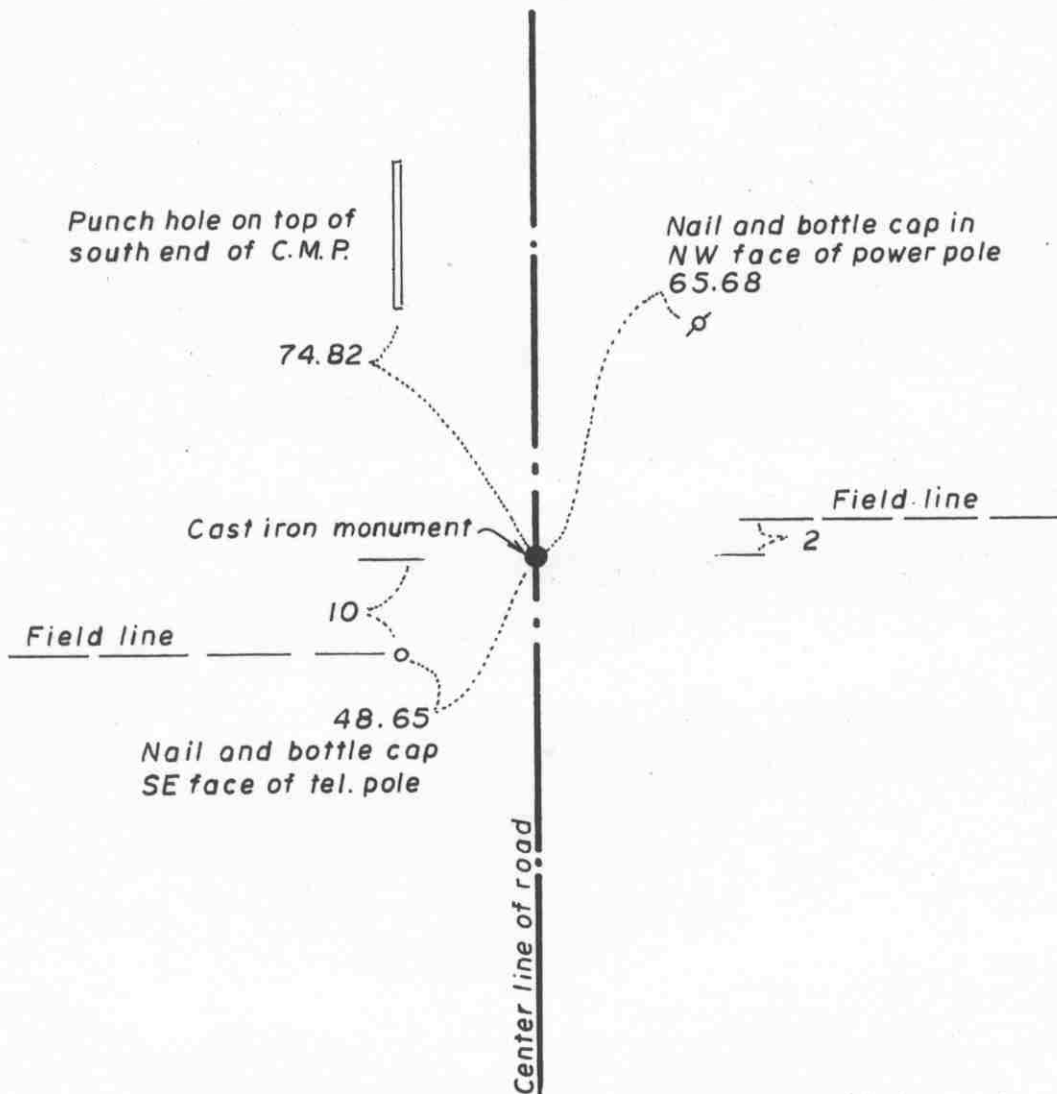 Punch hole on top of
south end of C.M.P.
74.82
Nail and bottle cap in
NW face of power pole
65.68
Cast iron monument
Field line
2
10
Field line
48.65
Nail and bottle cap
SE face of tel. pole
Center line of road